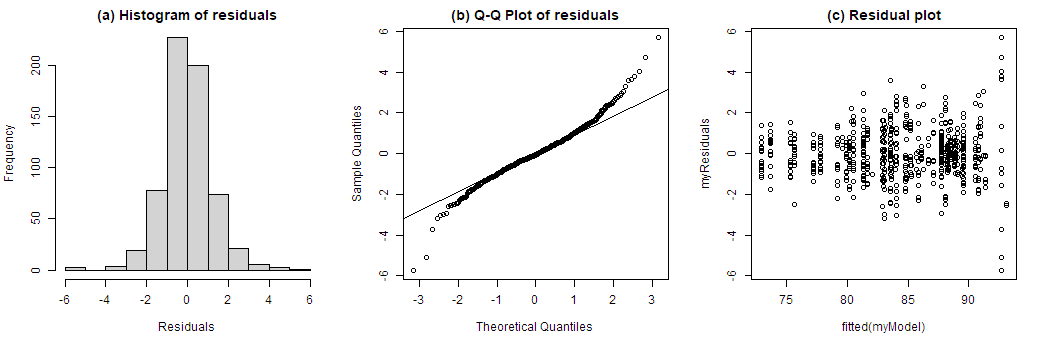 (a) Histogram of residuals
Frequency
0 50 100 150 200
-6 -4 -2 0 2 4 6
Residuals
(b) Q-Q Plot of residuals
Sample Quantiles
-6 -4 -2 0 2 4 6
-3 -2 -1 0 1 2 3
Theoretical Quantiles
(c) Residual plot
myResiduals
-6 -4 -2 0 2 4 6
75 80 85 90
fitted(myModel)